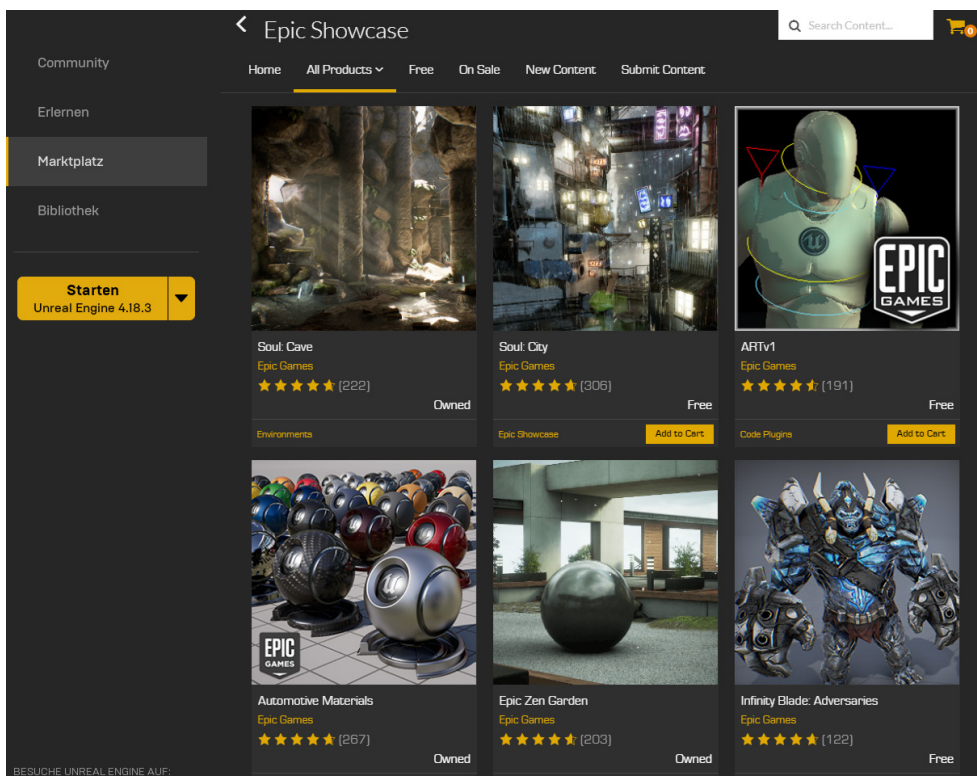 Epic Showcase
Search Content...
0
Community
Erlernen
Marktplatz
Bibliothek
Starten
Unreal Engine 4.18.3
Home All Products Free On Sale New Content Submit Content
EPIC
GAMES
Soul: Cave
Epic Games
(222)
Owned
Environments
Soul: City
Epic Games
(306)
Free
Epic Showcase Add to Cart
ARTv1
Epic Games
(191)
Free
Code Plugins Add to Cart
EPIC
GAMES
Automotive Materials
Epic Games
(267)
Owned
Epic Zen Garden
Epic Games
(203)
Owned
Infinity Blade: Adversaries
Epic Games
(122)
Free
BESUCHE UNREAL ENGINE AUF: